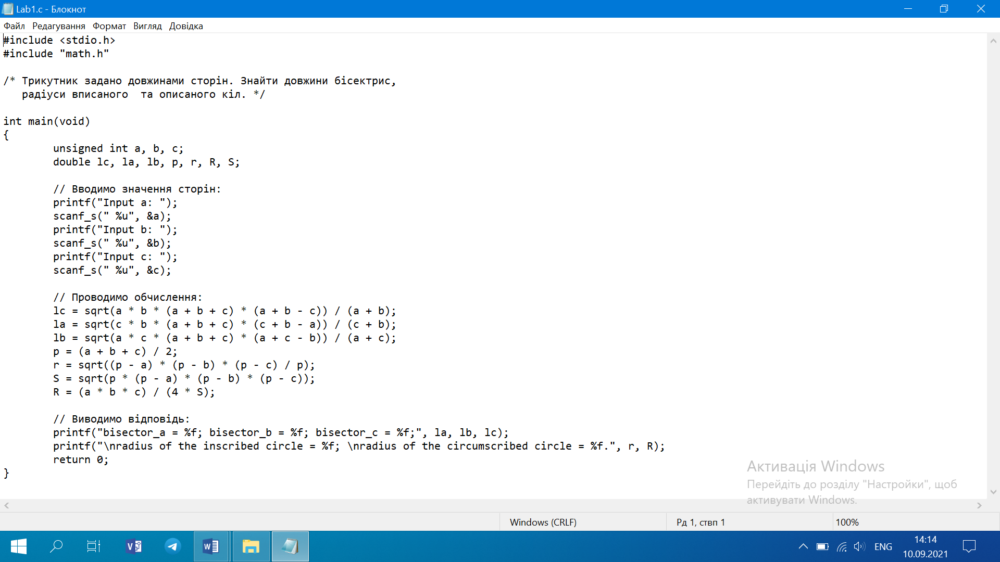 Lab1.c - Блокнот
Файл Редагування Формат Вигляд Довідка
#include <stdio.h>
#include "math.h"
/* Трикутник задано довжинами сторін. Знайти довжини бісектрис,
радіуси вписаного  та описаного кіл. */
int main(void)
{
unsigned int a, b, c;
double lc, la, lb, p, r, R, S;
// Вводимо значення сторін:
printf("Input a: ");
scanf_s(" %u", &a);
printf("Input b: ");
scanf_s(" %u", &b);
printf("Input c: ");
scanf_s(" %u", &c);
// Проводимо обчислення:
lc = sqrt(a * b * (a + b + c) * (a + b - c)) / (a + b);
la = sqrt(c * b * (a + b + c) * (c + b - a)) / (c + b);
lb = sqrt(a * c * (a + b + c) * (a + c - b)) / (a + c);
p = (a + b + c) / 2;
r = sqrt((p - a) * (p - b) * (p - c) / p);
S = sqrt(p * (p - a) * (p - b) * (p - c));
R = (a * b * c) / (4 * S);
// Виводимо відповідь:
printf("bisector_a = %f; bisector_b = %f; bisector_c = %f;", la, lb, lc);
printf("\nradius of the inscribed circle = %f; \nradius of the circumscribed circle = %f.", r, R);
return 0;
}
Активація Windows
Перейдіть до розділу "Настройки", щоб
активувати Windows.
Windows (CRLF) Рд 1, ствп 1 100%
ENG
14:14
10.09.2021